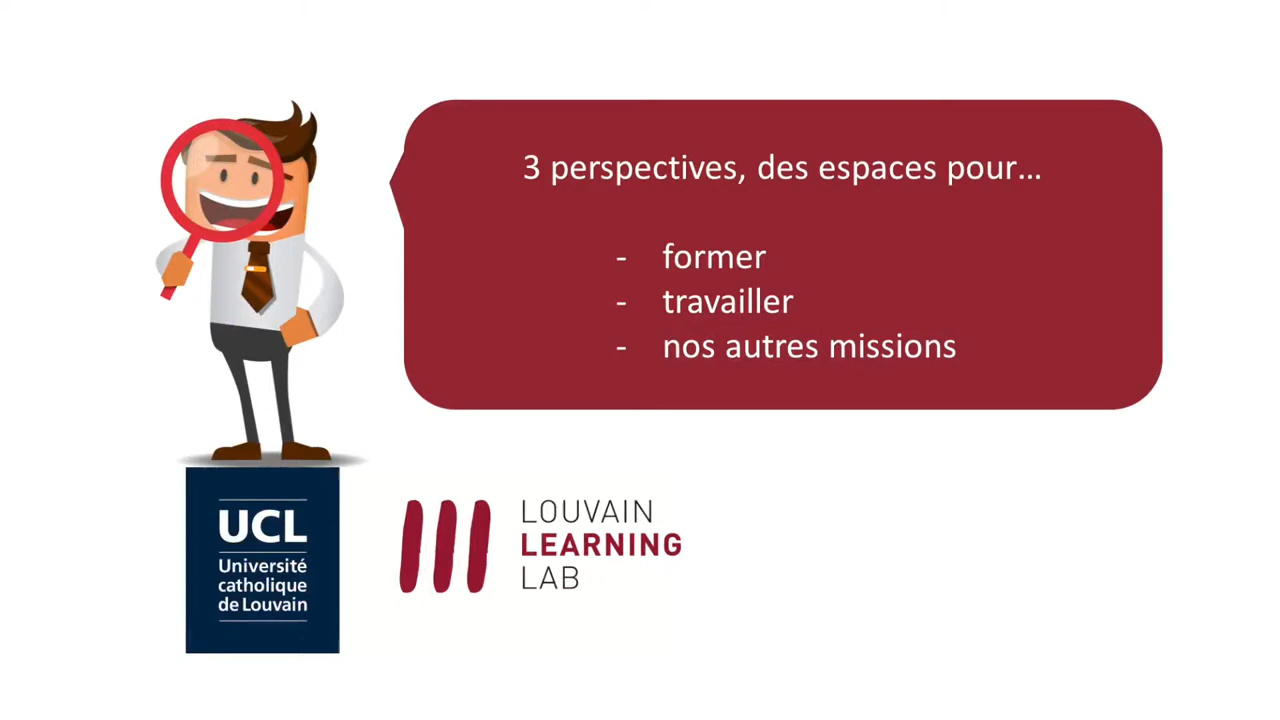 3 perspectives, des espaces pour...
- former
- travailler
- nos autres missions
UCL
Université
catholique
de Louvain
LOUVAIN
LEARNING
LAB